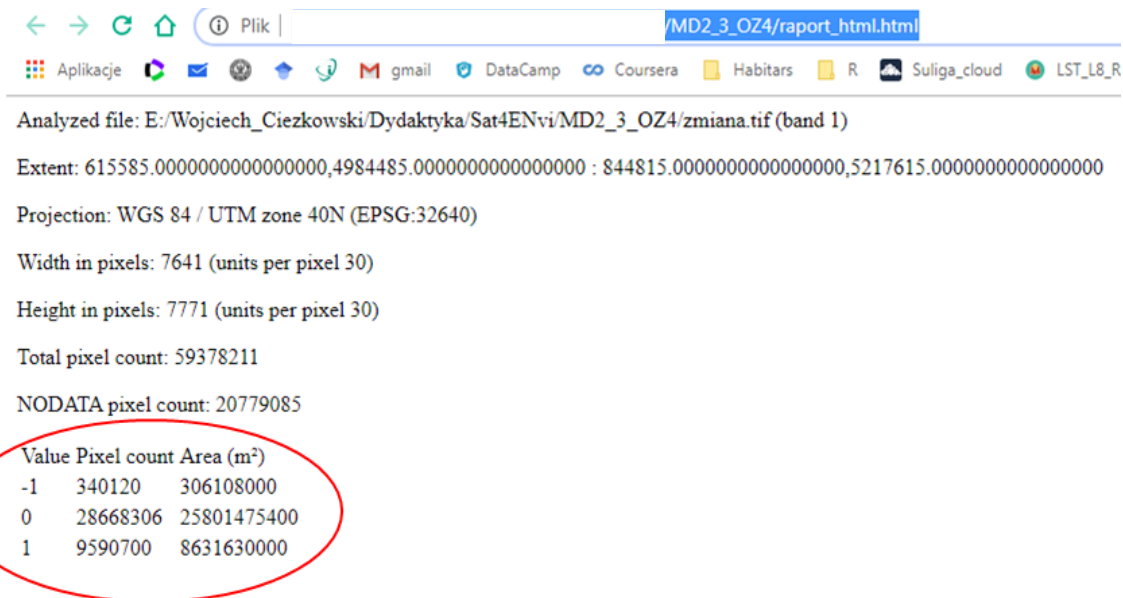 Plik /MD2_3_OZ4/raport_html.html
Aplikacje gmail DataCamp Coursera Habitars R Suliga_cloud LST_L8_R
Analyzed file: E:/Wojciech_Ciezkowski/Dydaktyka/Sat4ENvi/MD2_3_OZ4/zmiana.tif (band 1)
Extent: 615585.0000000000000000,4984485.0000000000000000 : 844815.0000000000000000,5217615.0000000000000000
Projection: WGS 84 / UTM zone 40N (EPSG:32640)
Width in pixels: 7641 (units per pixel 30)
Height in pixels: 7771 (units per pixel 30)
Total pixel count: 59378211
NODATA pixel count: 20779085
Value Pixel count Area (m²)
-1 340120 306108000
0 28668306 25801475400
1 9590700 8631630000